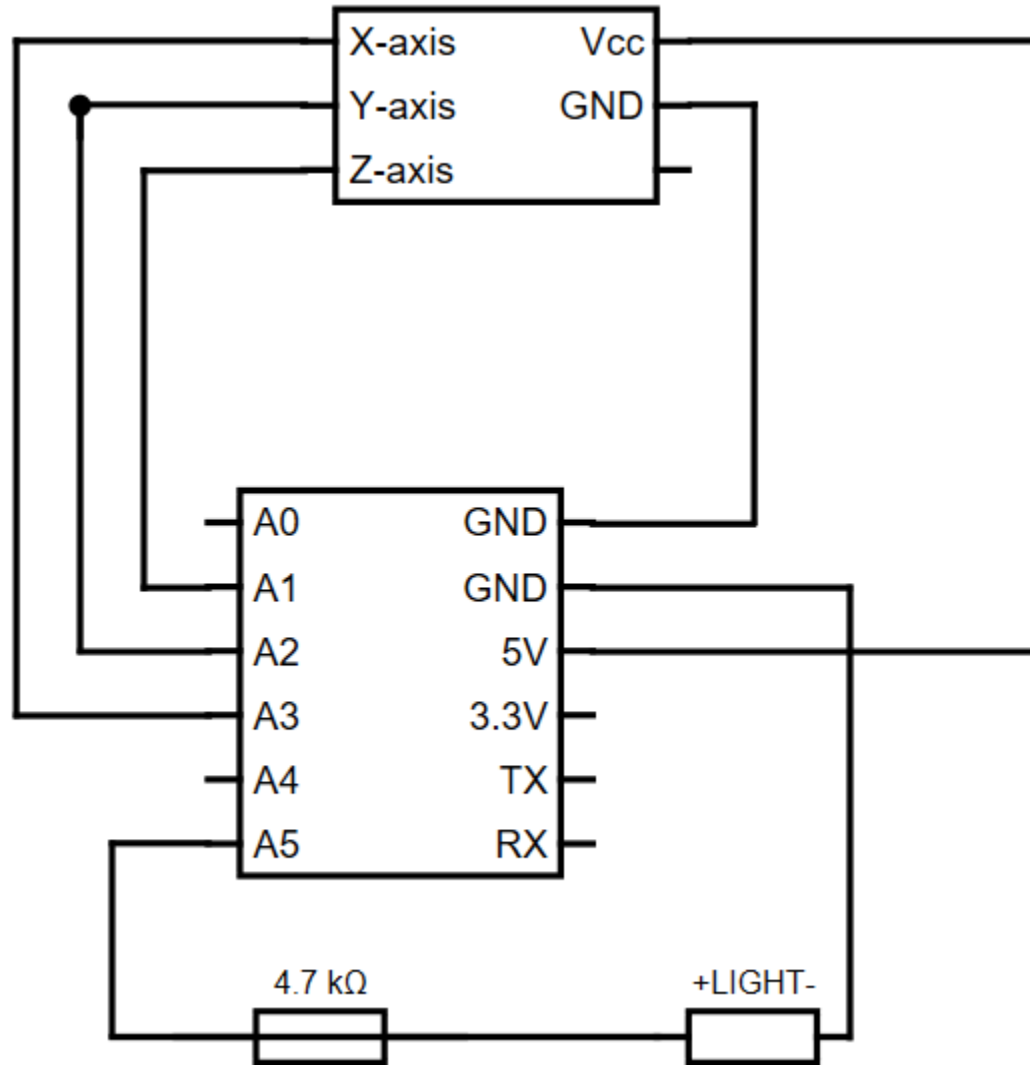 X-axis Vcc
Y-axis GND
Z-axis
A0 GND
A1 GND
A2 5V
A3 3.3V
A4 TX
A5 RX
4.7 kΩ +LIGHT-